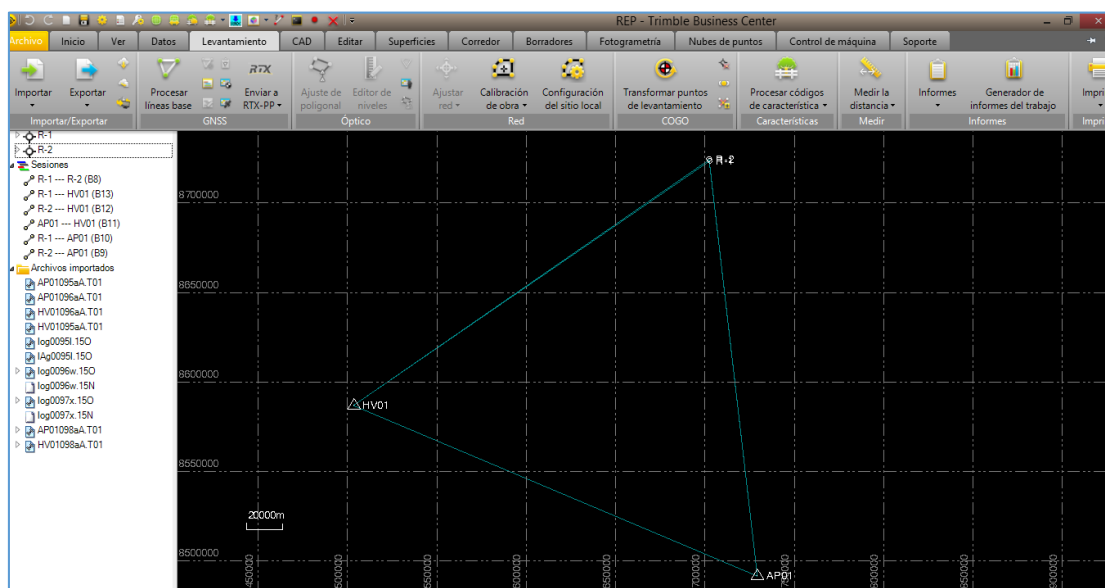 REP - Trimble Business Center
Archivo Inicio Ver Datos Levantamiento CAD Editar Superficies Corredor Borradores Fotogrametría Nubes de puntos Control de máquina Soporte
Importar Exportar
Procesar líneas base
RTX
Enviar a RTX-PP
Ajuste de poligonal
Editor de niveles
Ajustar red
Calibración de obra
Configuración del sitio local
Transformar puntos de levantamiento
Procesar códigos de característica
Medir la distancia
Informes
Generador de informes del trabajo
Importar/Exportar GNSS Óptico Red COGO Características Medir Informes
R-1
R-2
Sesiones
R-1 --- R-2 (B8)
R-1 --- HV01 (B13)
R-2 --- HV01 (B12)
AP01 --- HV01 (B11)
R-1 --- AP01 (B10)
R-2 --- AP01 (B9)
Archivos importados
AP01095aA.T01
AP01096aA.T01
HV01096aA.T01
HV01095aA.T01
log0095l.15O
lAg0095l.15O
log0096w.15O
log0096w.15N
log0097x.15O
log0097x.15N
AP01098aA.T01
HV01098aA.T01
8700000
8650000
8600000
8550000
8500000
HV01
AP01
20000m